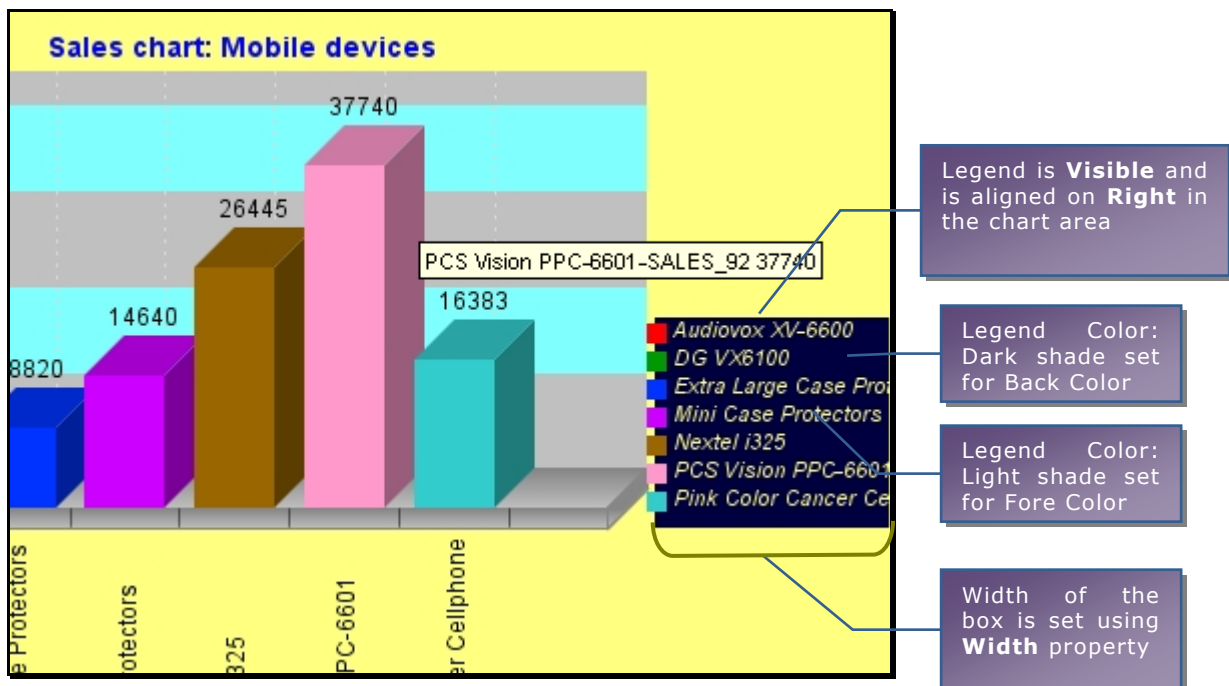 Sales chart: Mobile devices
37740
26445
PCS Vision PPC-6601-SALES_92 37740
16383
14640
8820
Audiovox XV-6600
DG VX6100
Extra Large Case Pro
Mini Case Protectors
Nextel i325
PCS Vision PPC-6601
Pink Color Cancer Ce
e Protectors
otectors
325
PC-6601
er Cellphone
Legend is Visible and
is aligned on Right in
the chart area
Legend Color:
Dark shade set
for Back Color
Legend Color:
Light shade set
for Fore Color
Width of the
box is set using
Width property